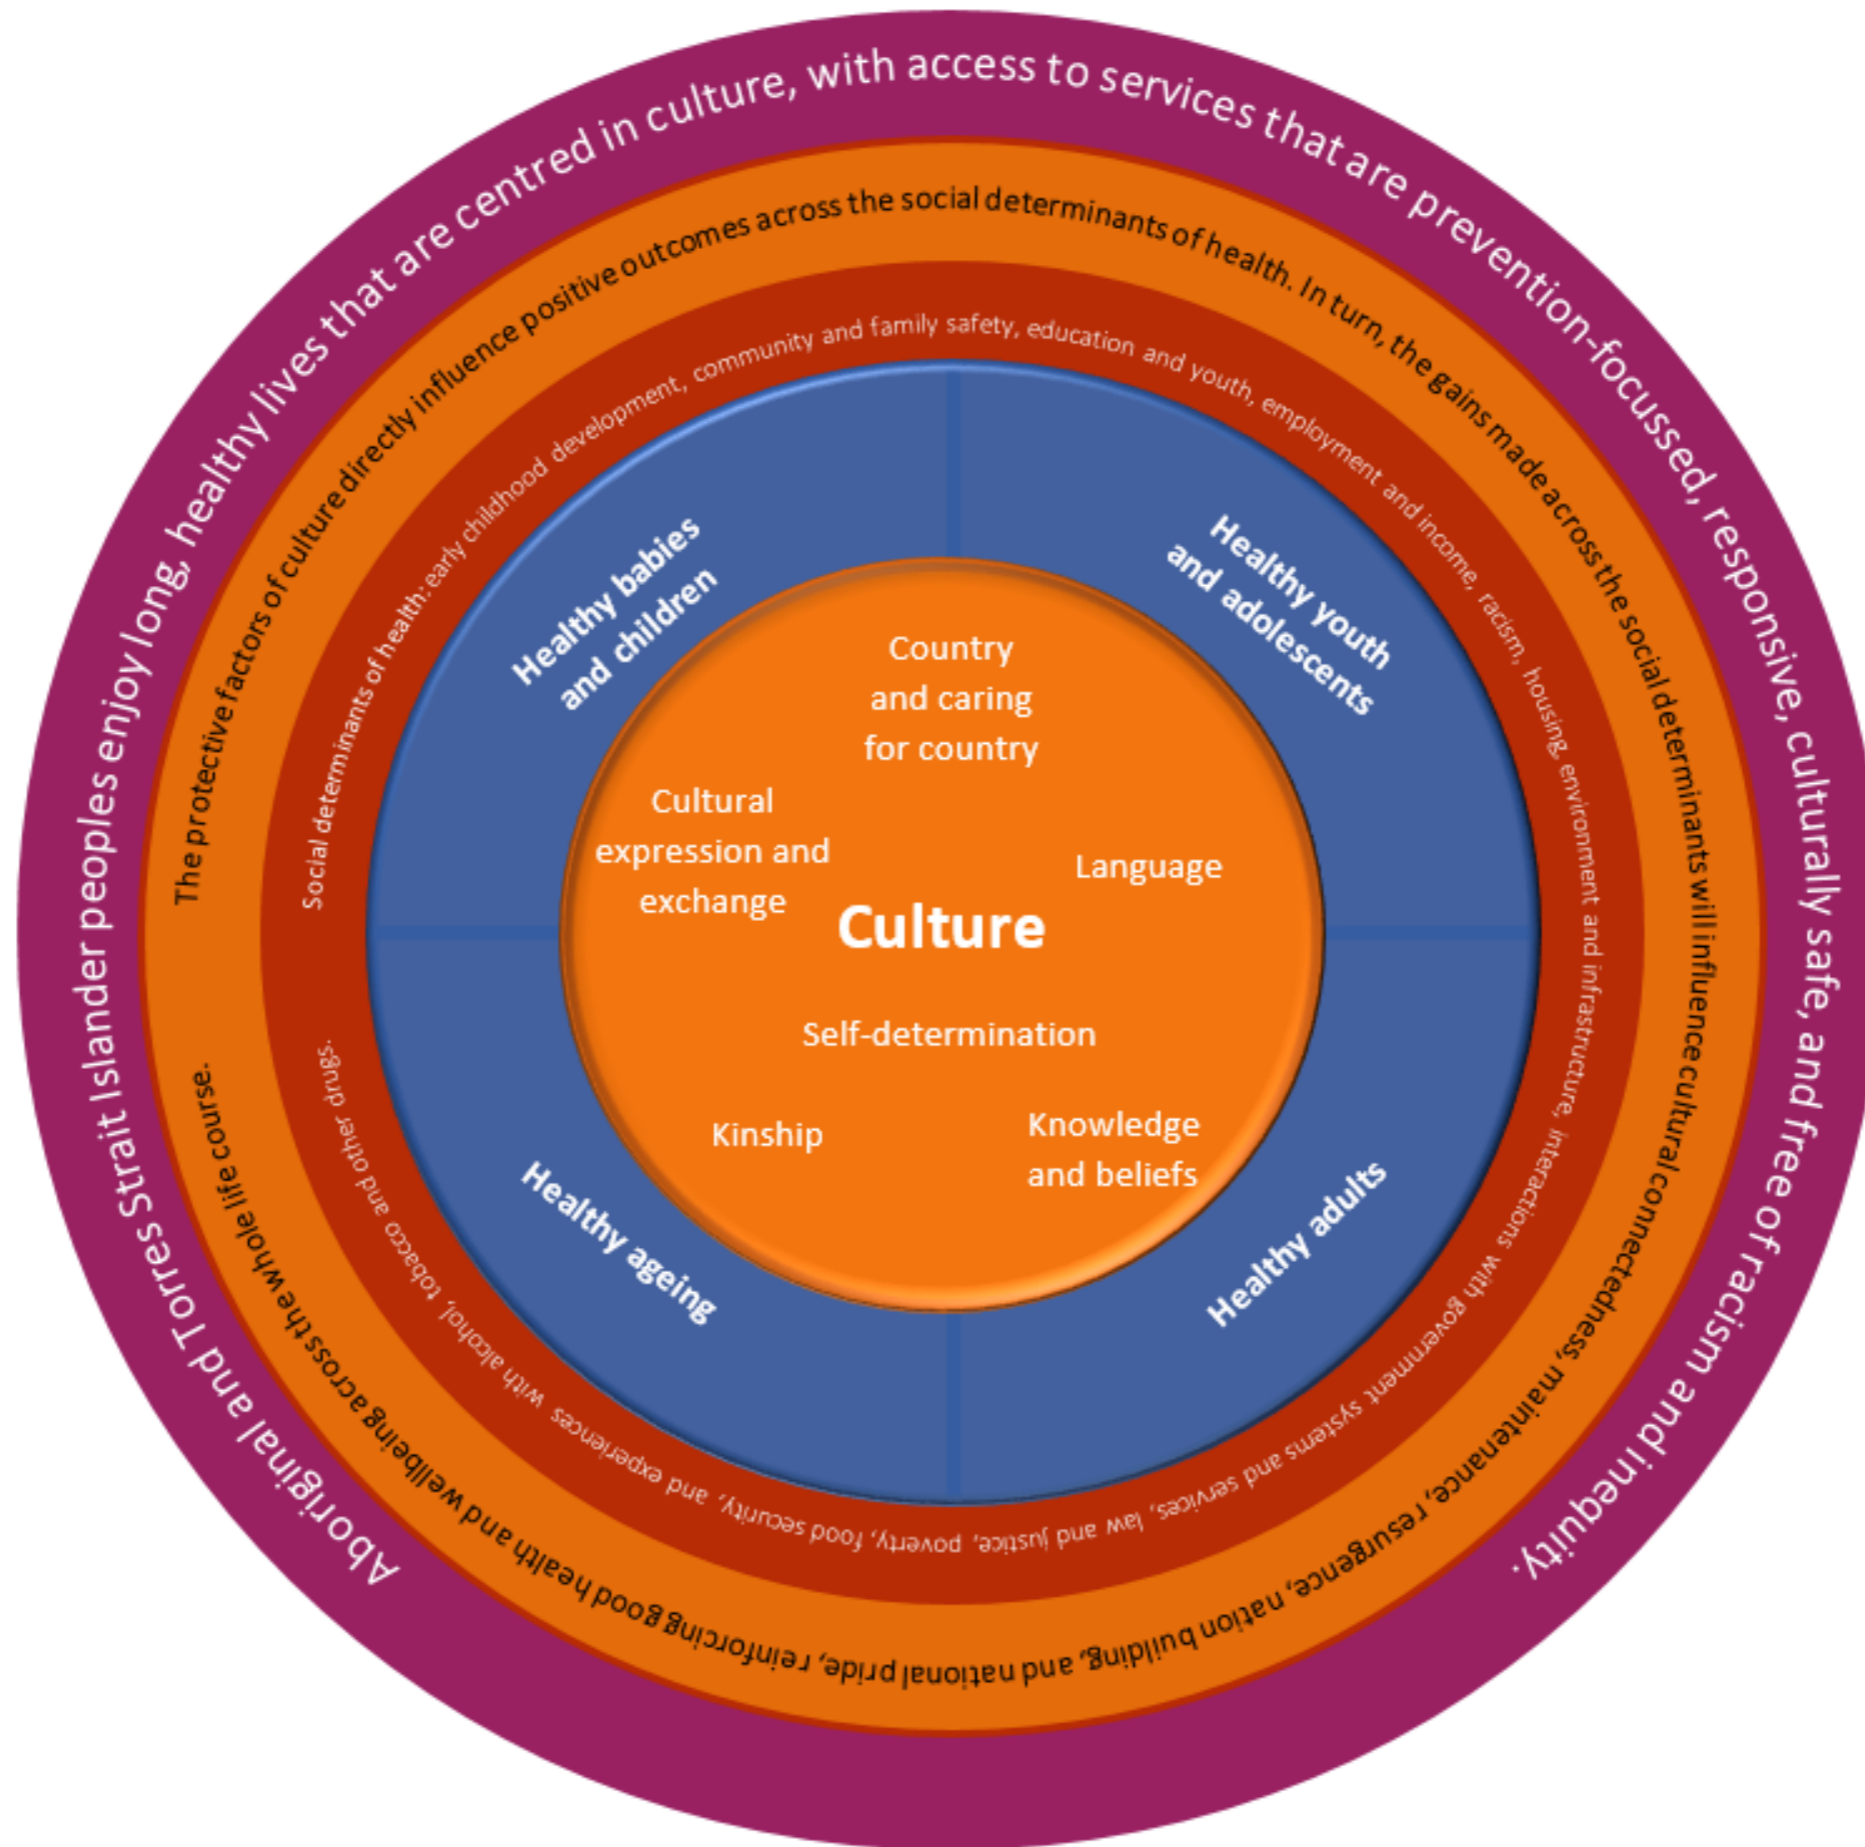 Aboriginal and Torres Strait Islander peoples enjoy long, healthy lives that are centred in culture, with access to services that are prevention-focussed, responsive, culturally safe, and free of racism and inequity.
The protective factors of culture directly influence positive outcomes across the social determinants of health. In turn, the gains made across the social determinants will influence cultural connectedness, maintenance, resurgence, nation building, and national pride, reinforcing good health and wellbeing across the whole life course.
Social determinants of health: early childhood development, community and family safety, education and youth, employment and income, racism, housing, environment and infrastructure, interactions with government systems and services, law and justice, poverty, food security, and experiences with alcohol, tobacco and other drugs.
Healthy babies
and children
Healthy youth
and adolescents
Healthy adults
Healthy ageing
Country
and caring
for country
Cultural
expression and
exchange
Language
Culture
Self-determination
Kinship
Knowledge
and beliefs